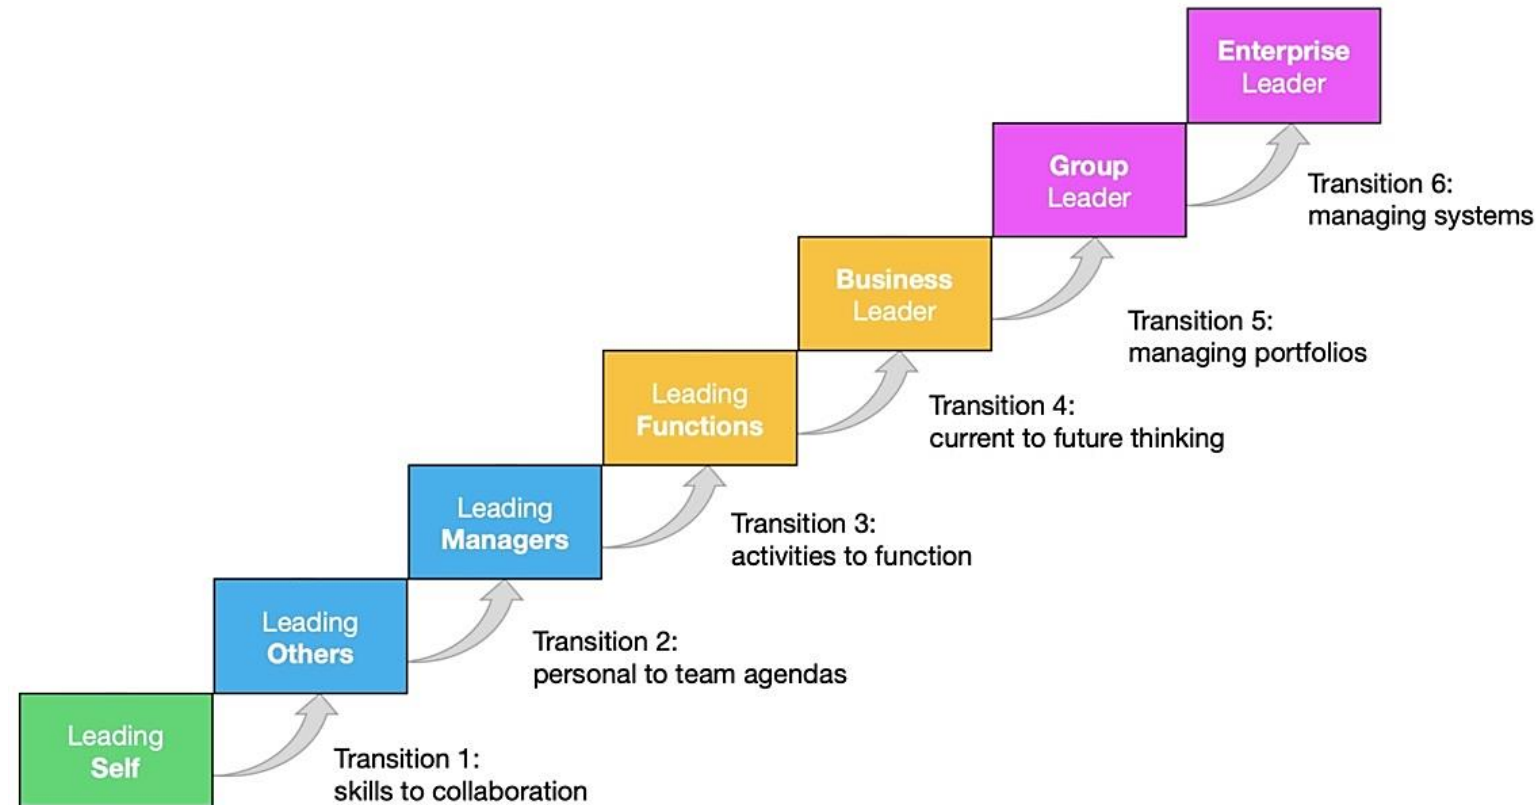 Enterprise
Leader
Group
Leader
Transition 6:
managing systems
Business
Leader
Transition 5:
managing portfolios
Leading
Functions
Transition 4:
current to future thinking
Leading
Managers
Transition 3:
activities to function
Leading
Others
Transition 2:
personal to team agendas
Leading
Self
Transition 1:
skills to collaboration